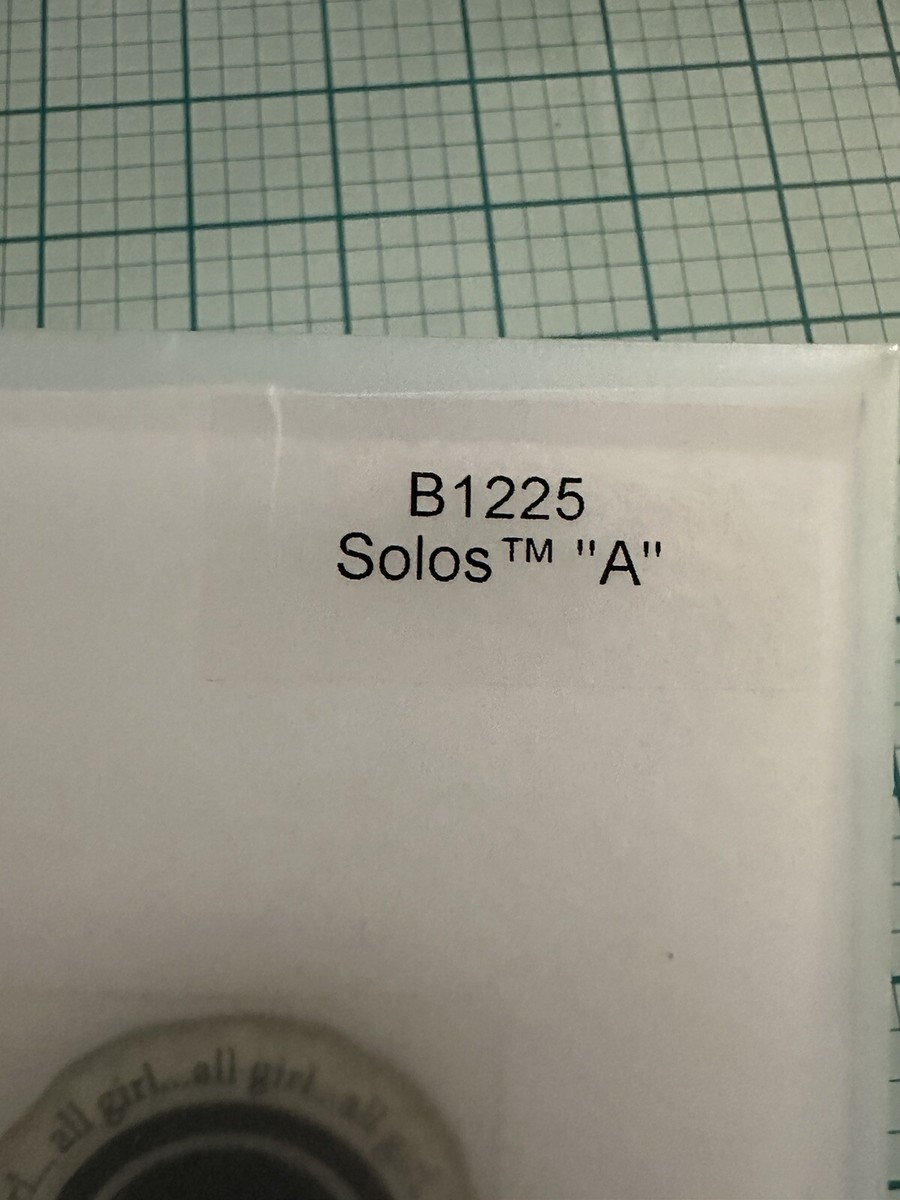 B1225
Solos™ "A"
all girl...all girl...all